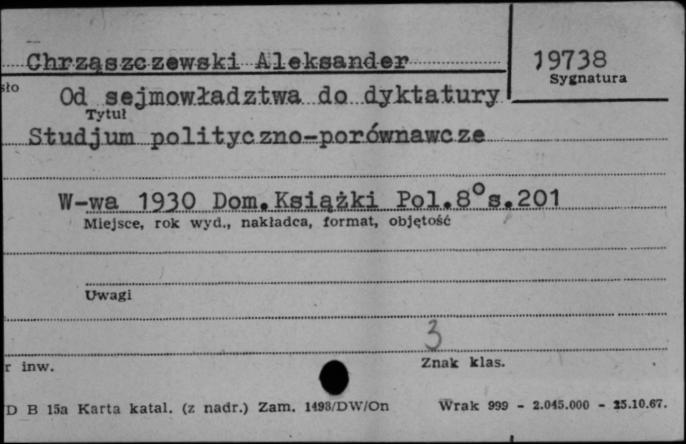 Chrząszczewski Aleksander
19738
Sygnatura
sło
Od sejmowładztwa do dyktatury
Tytuł
Studjum polityczno-porównawcze
W-wa 1930 Dom.Książki Pol.8° s.201
Miejsce, rok wyd., nakładca, format, objętość
Uwagi
3
r inw.
Znak klas.
D B 15a Karta katal. (z nadr.) Zam. 1498/DW/On
Wrak 999 - 2.045.000 - 25.10.67.